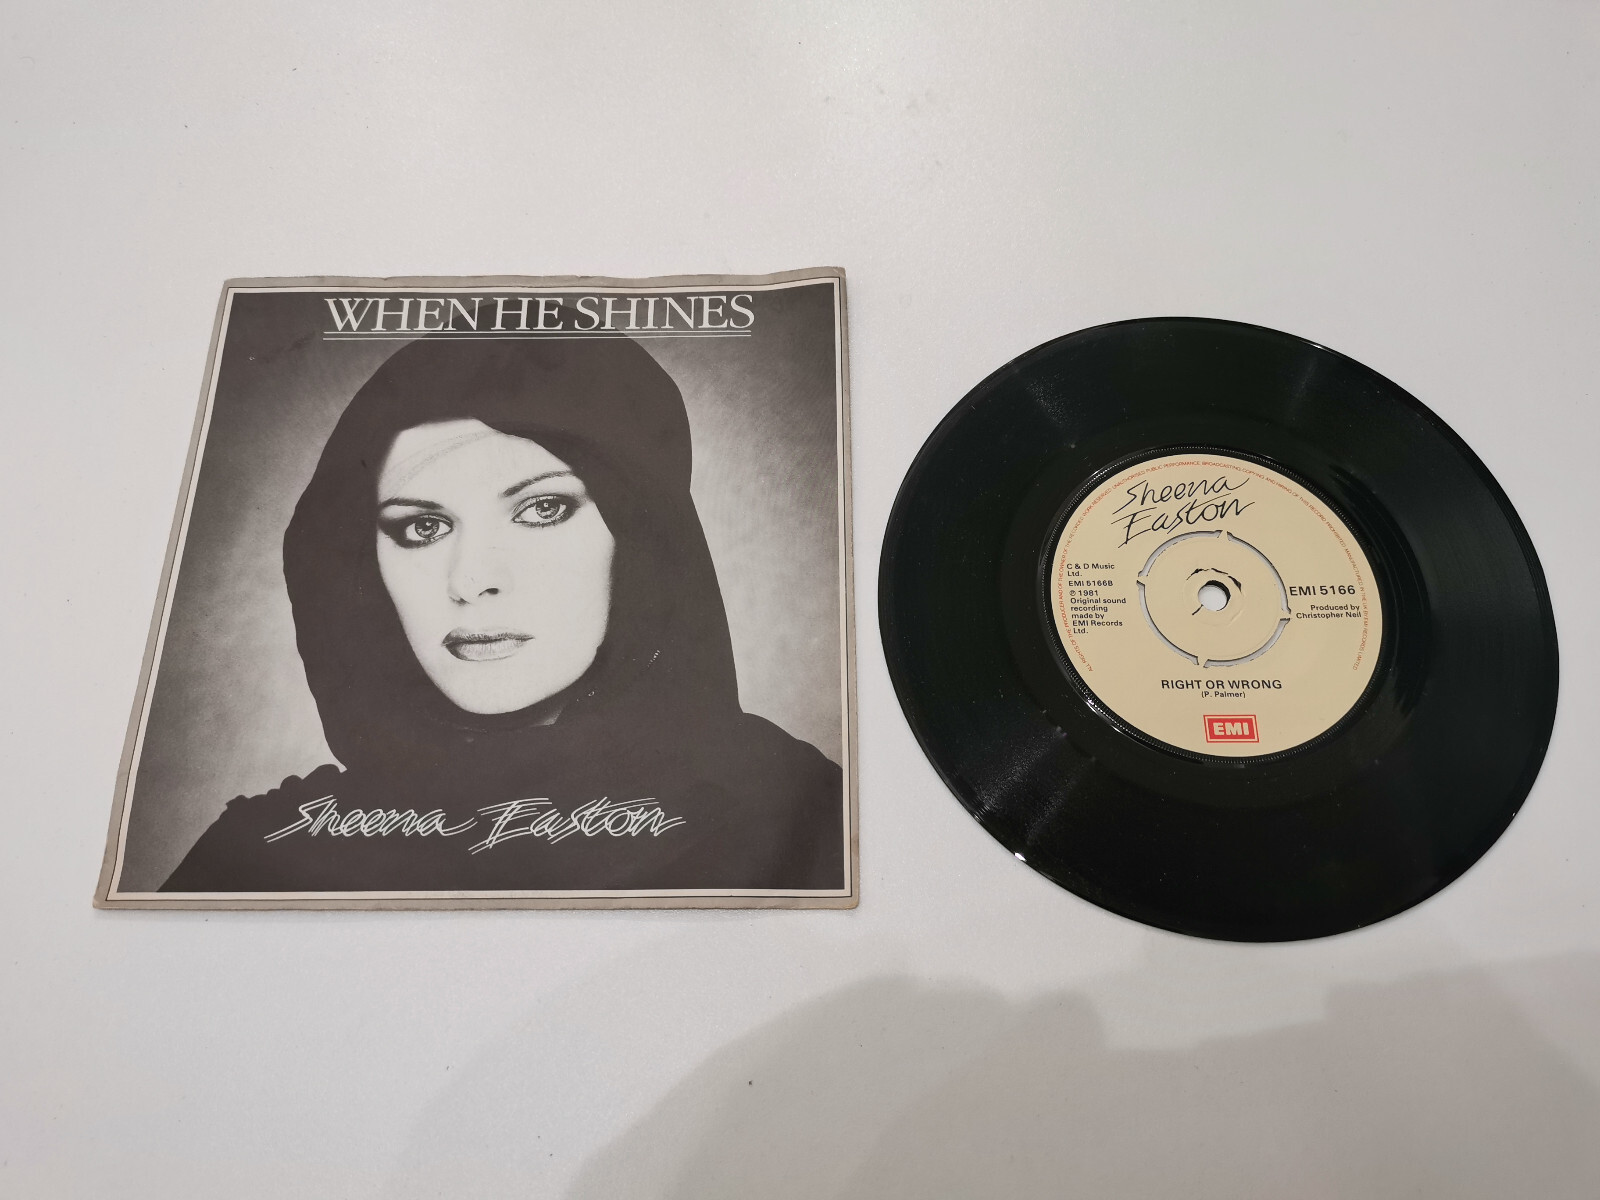 WHEN HE SHINES
Sheena Easton
Sheena
Easton
C & D Music
Ltd.
EMI 5166B
℗ 1981
Original sound
recording
made by
EMI Records
Ltd.
EMI 5166
Produced by
Christopher Neil
RIGHT OR WRONG
(P. Palmer)
EMI